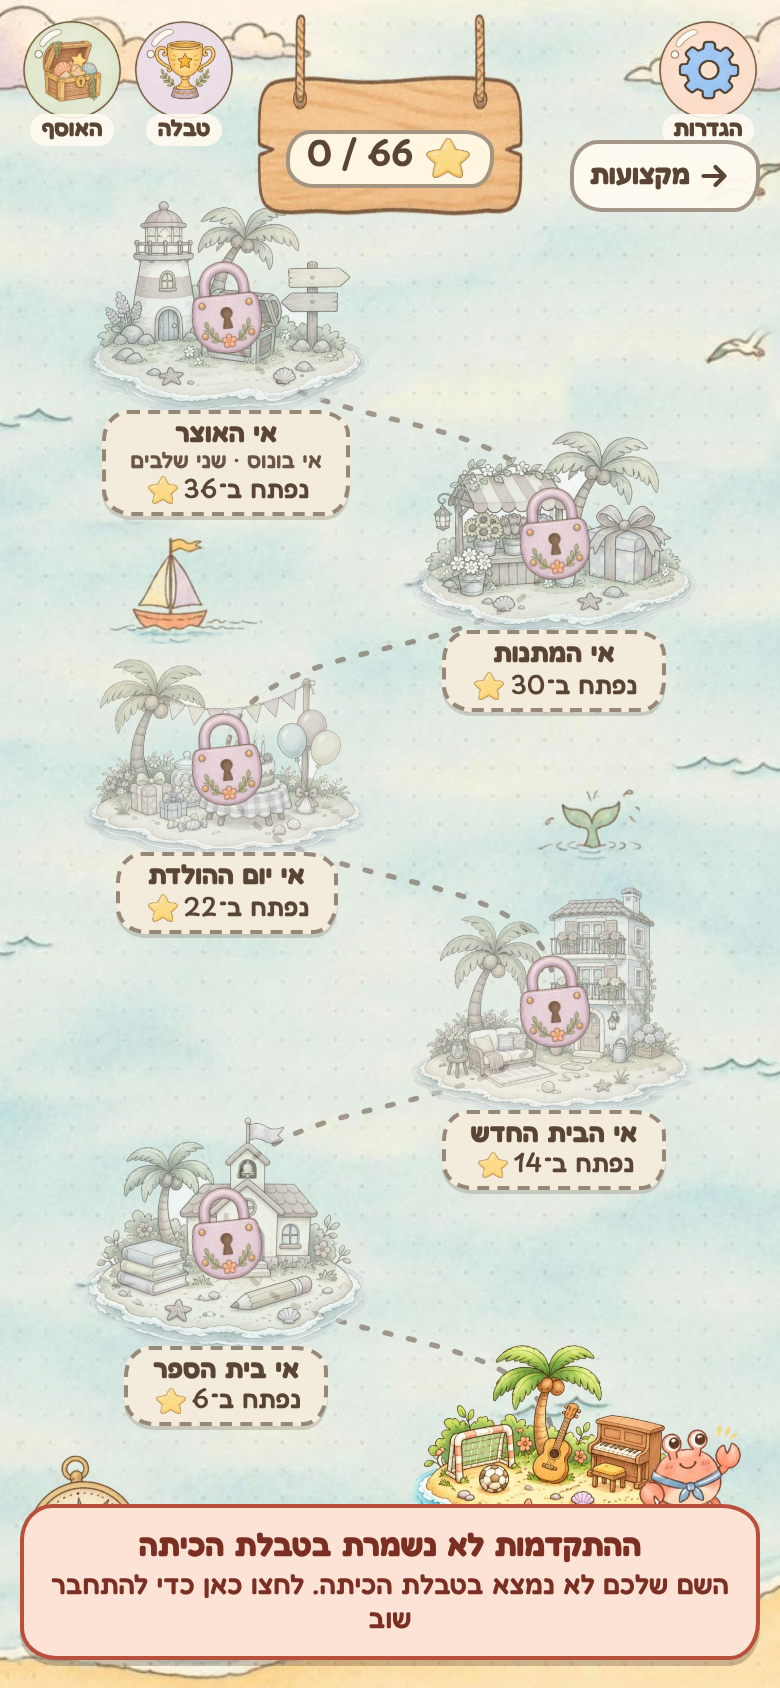 הגדרות
טבלה
האוסף
0 / 66
מקצועות →
אי האוצר
אי בונוס · שני שלבים
נפתח ב־36
אי המתנות
נפתח ב־30
אי יום ההולדת
נפתח ב־22
אי הבית החדש
נפתח ב־14
אי בית הספר
נפתח ב־6
ההתקדמות לא נשמרת בטבלת הכיתה
השם שלכם לא נמצא בטבלת הכיתה. לחצו כאן כדי להתחבר
שוב